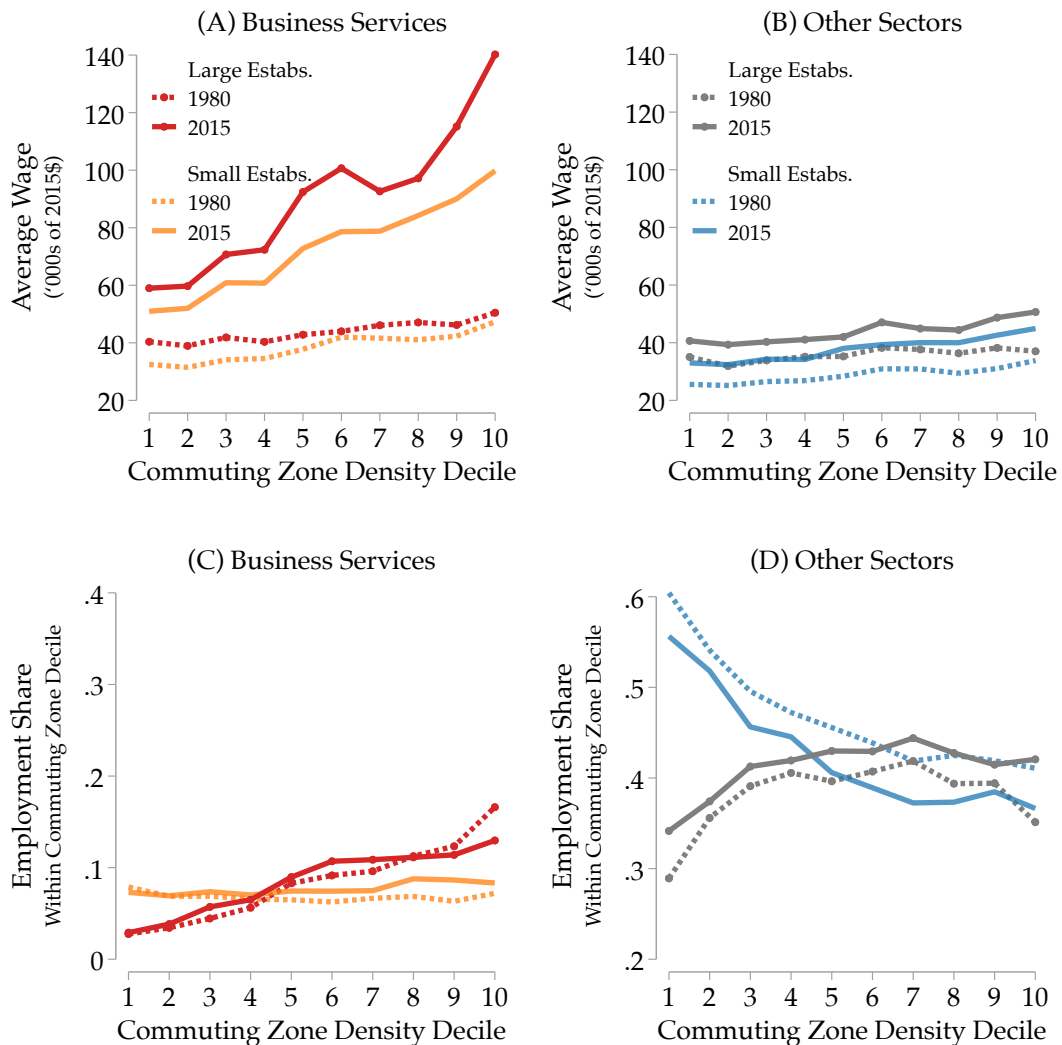 (A) Business Services
Average Wage
('000s of 2015$)
140
120
100
80
60
40
20
Large Estabs.
1980
2015
Small Estabs.
1980
2015
1 2 3 4 5 6 7 8 9 10
Commuting Zone Density Decile
(B) Other Sectors
Average Wage
('000s of 2015$)
140
120
100
80
60
40
20
Large Estabs.
1980
2015
Small Estabs.
1980
2015
1 2 3 4 5 6 7 8 9 10
Commuting Zone Density Decile
(C) Business Services
Employment Share
Within Commuting Zone Decile
.4
.3
.2
.1
0
1 2 3 4 5 6 7 8 9 10
Commuting Zone Density Decile
(D) Other Sectors
Employment Share
Within Commuting Zone Decile
.6
.5
.4
.3
.2
1 2 3 4 5 6 7 8 9 10
Commuting Zone Density Decile